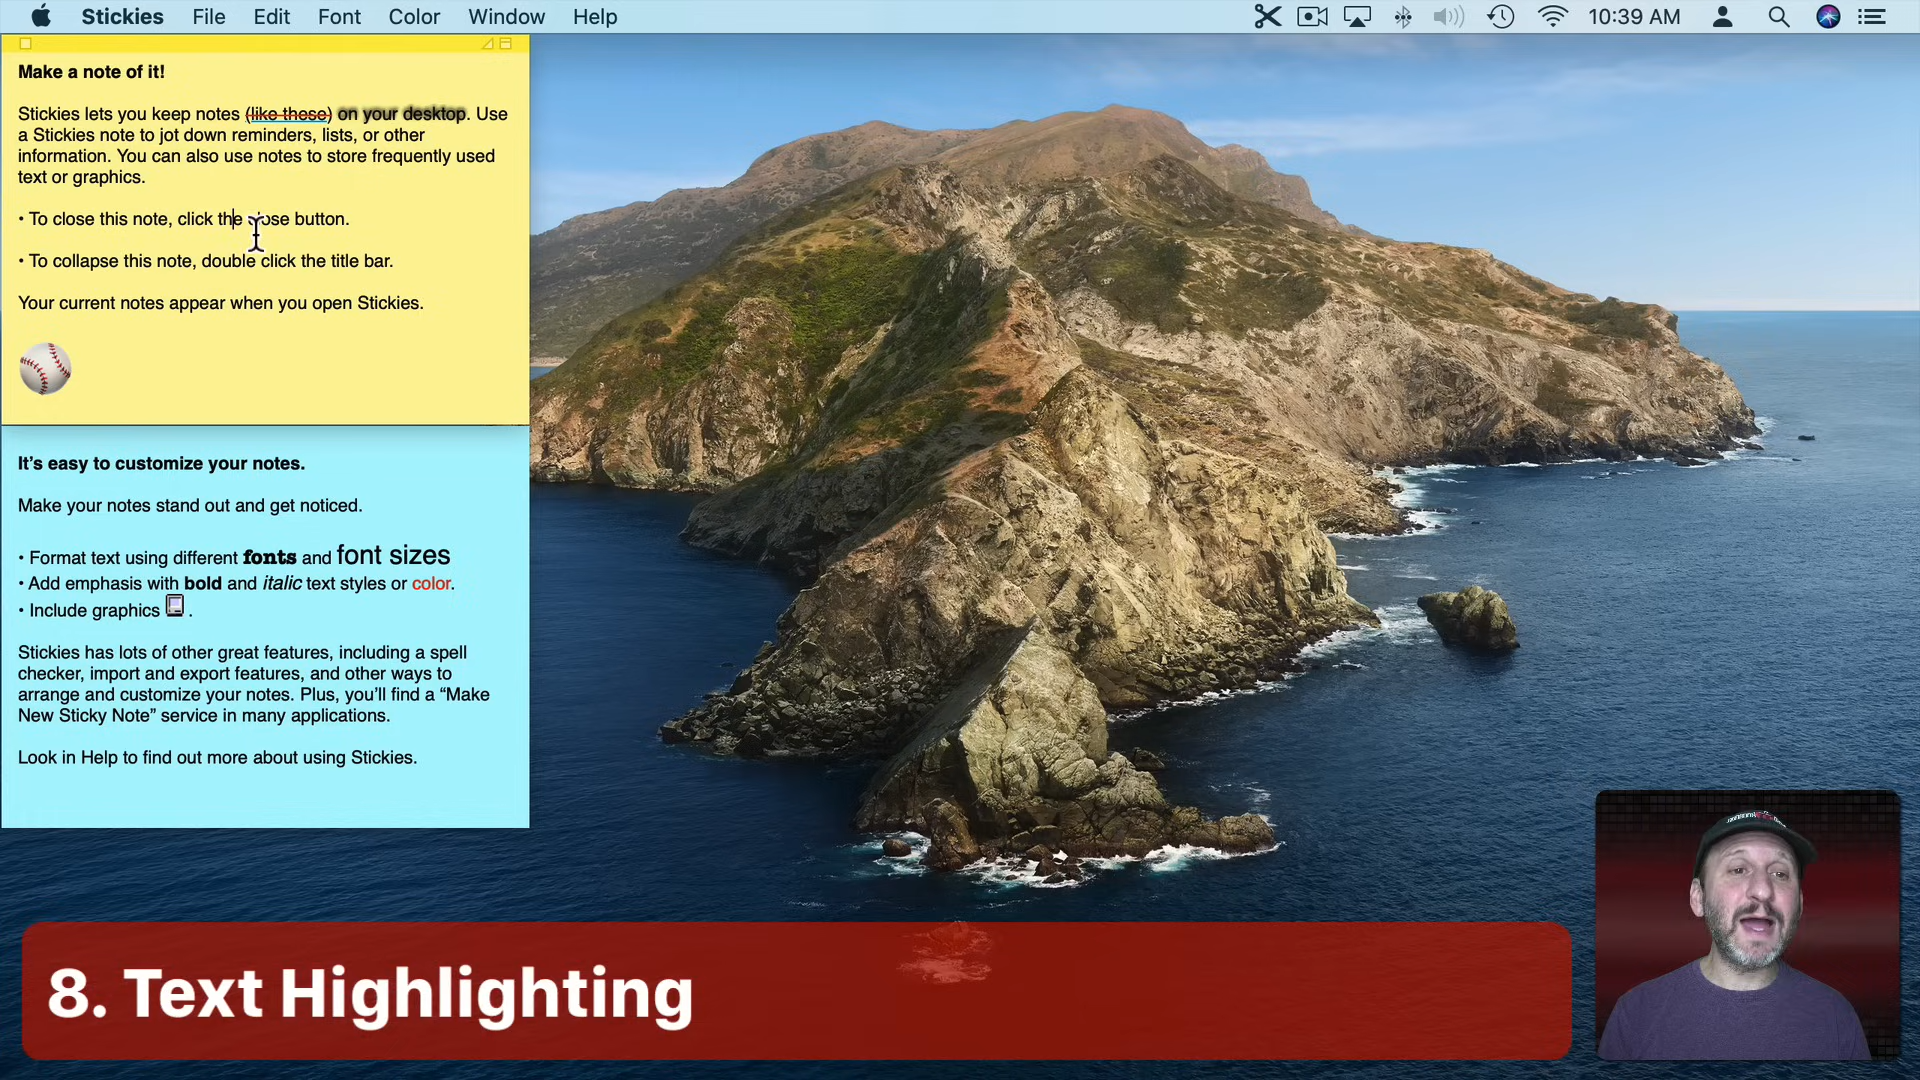 Stickies File Edit Font Color Window Help 10:39 AM
Make a note of it!
Stickies lets you keep notes (like these) on your desktop. Use
a Stickies note to jot down reminders, lists, or other
information. You can also use notes to store frequently used
text or graphics.
• To close this note, click the close button.
• To collapse this note, double click the title bar.
Your current notes appear when you open Stickies.
It’s easy to customize your notes.
Make your notes stand out and get noticed.
• Format text using different fonts and font sizes
• Add emphasis with bold and italic text styles or color.
• Include graphics .
Stickies has lots of other great features, including a spell
checker, import and export features, and other ways to
arrange and customize your notes. Plus, you’ll find a “Make
New Sticky Note” service in many applications.
Look in Help to find out more about using Stickies.
8. Text Highlighting